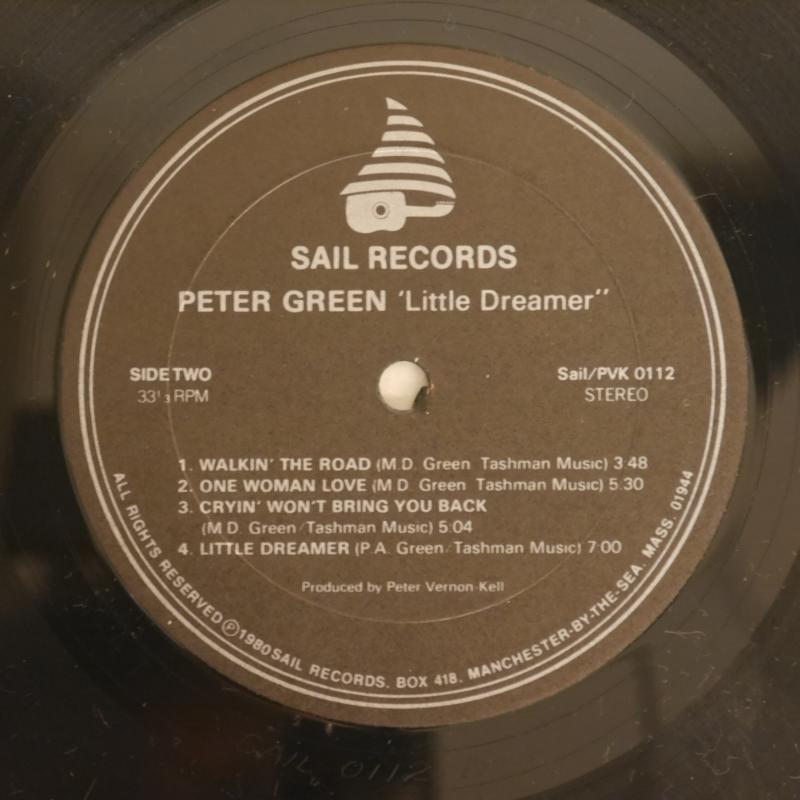 SAIL RECORDS
PETER GREEN 'Little Dreamer"
SIDE TWO
33⅓ RPM
Sail/PVK 0112
STEREO
1. WALKIN' THE ROAD (M.D. Green Tashman Music) 3:48
2. ONE WOMAN LOVE (M.D. Green Tashman Music) 5:30
3. CRYIN' WON'T BRING YOU BACK
(M.D. Green/Tashman Music) 5:04
4. LITTLE DREAMER (P.A. Green/Tashman Music) 7:00
Produced by Peter Vernon-Kell
ALL RIGHTS RESERVED Ⓟ1980 SAIL RECORDS. BOX 418. MANCHESTER-BY-THE-SEA. MASS. 01944
SAIL 0112